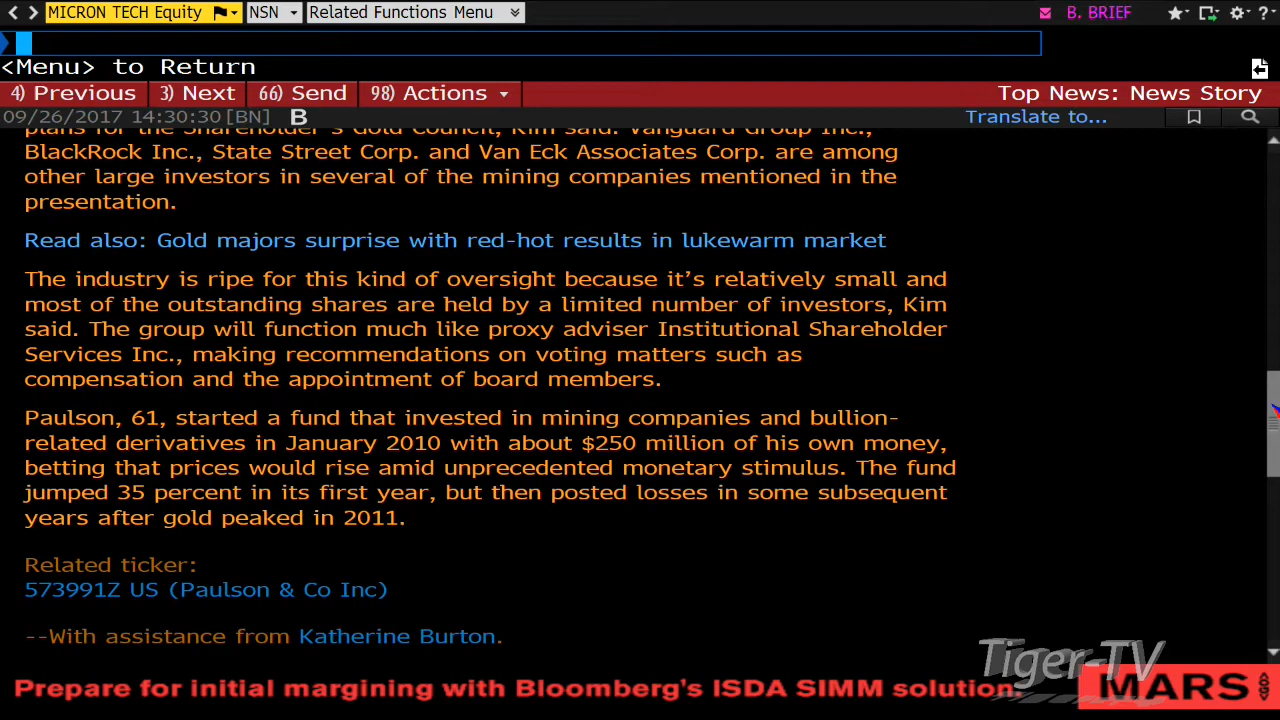 MICRON TECH Equity NSN Related Functions Menu B. BRIEF ?
<Menu> to Return
4) Previous 3) Next 66) Send 98) Actions Top News: News Story
09/26/2017 14:30:30[BN] B Translate to...
plans for the Shareholder's Gold Council, Kim said. Vanguard Group Inc.,
BlackRock Inc., State Street Corp. and Van Eck Associates Corp. are among
other large investors in several of the mining companies mentioned in the
presentation.
Read also: Gold majors surprise with red-hot results in lukewarm market
The industry is ripe for this kind of oversight because it's relatively small and
most of the outstanding shares are held by a limited number of investors, Kim
said. The group will function much like proxy adviser Institutional Shareholder
Services Inc., making recommendations on voting matters such as
compensation and the appointment of board members.
Paulson, 61, started a fund that invested in mining companies and bullion-
related derivatives in January 2010 with about $250 million of his own money,
betting that prices would rise amid unprecedented monetary stimulus. The fund
jumped 35 percent in its first year, but then posted losses in some subsequent
years after gold peaked in 2011.
Related ticker:
573991Z US (Paulson & Co Inc)
--With assistance from Katherine Burton.
Tiger-TV
Prepare for initial margining with Bloomberg's ISDA SIMM solution. MARS